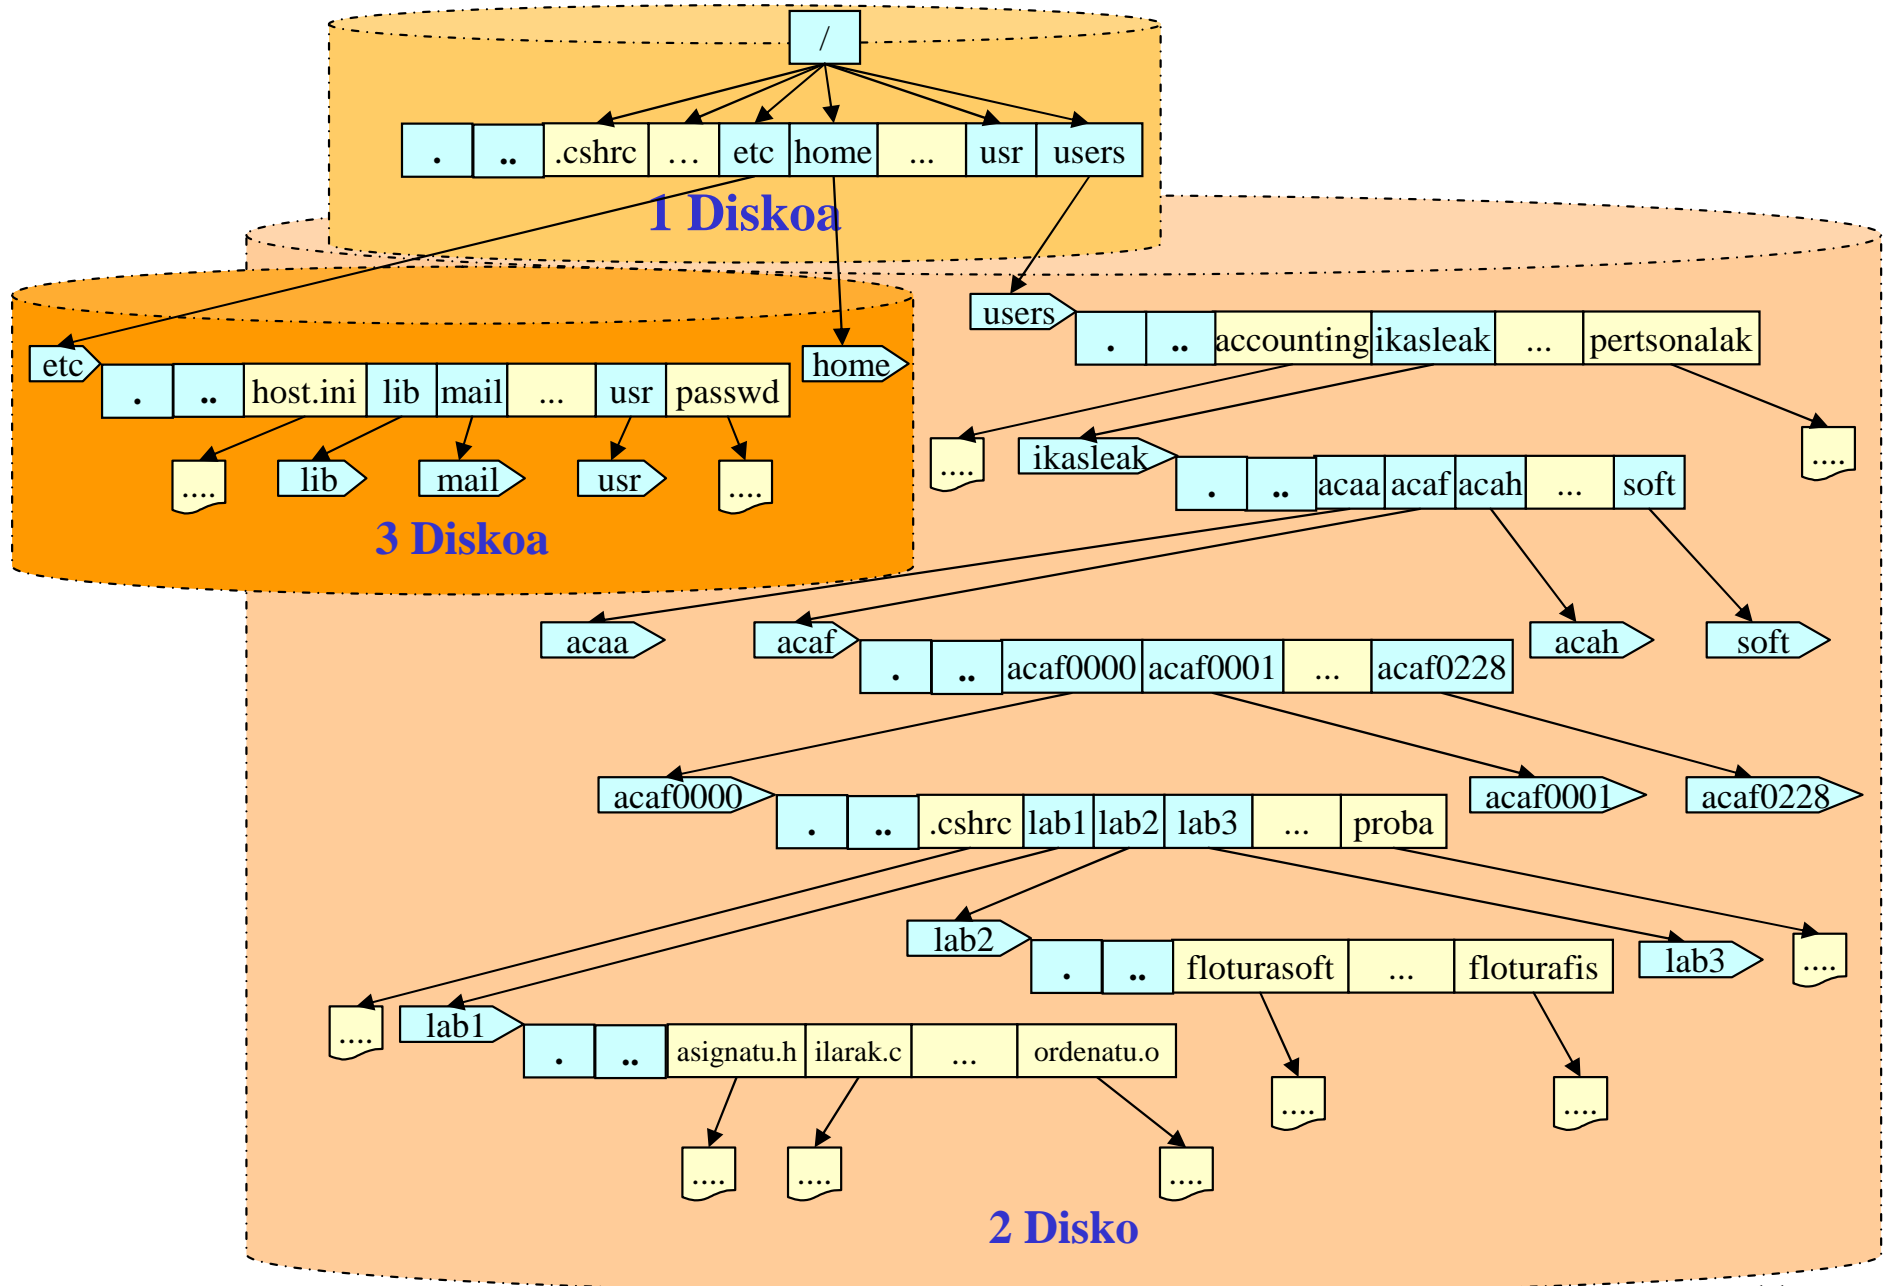 /
. .. .cshrc ... etc home ... usr users
1 Diskoa
users
. .. accounting ikasleak ... pertsonalak
etc
. .. host.ini lib mail ... usr passwd
home
.... lib mail usr ....
3 Diskoa
.... ikasleak ....
. .. acaa acaf acah ... soft
acaa acaf acah soft
. .. acaf0000 acaf0001 ... acaf0228
acaf0000 acaf0001 acaf0228
. .. .cshrc lab1 lab2 lab3 ... proba
lab2 lab3 ....
. .. floturasoft ... floturafis
.... lab1
. .. asignatu.h ilarak.c ... ordenatu.o
.... ....
.... .... ....
2 Disko